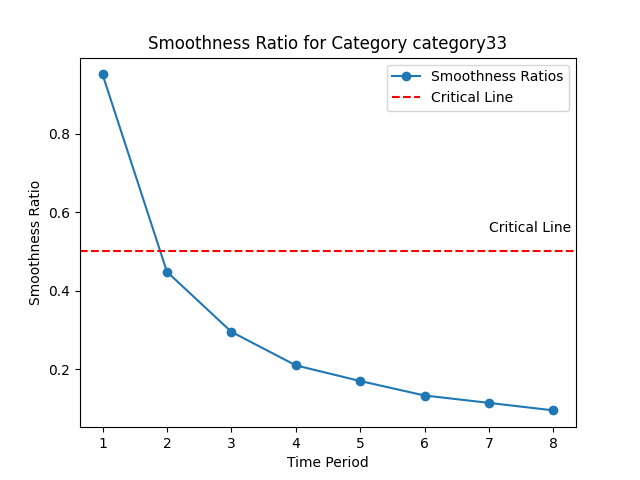 Smoothness Ratio for Category category33
Smoothness Ratios
Critical Line
Critical Line
Smoothness Ratio
0.8
0.6
0.4
0.2
1 2 3 4 5 6 7 8
Time Period